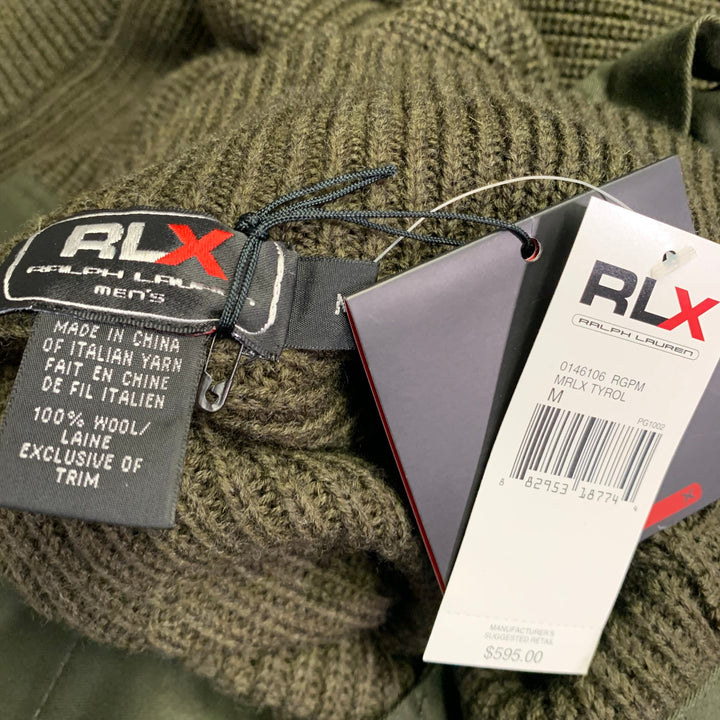 RLX
RALPH LAUREN
MEN'S
MADE IN CHINA
OF ITALIAN YARN
FAIT EN CHINE
DE FIL ITALIEN
100% WOOL/
LAINE
EXCLUSIVE OF
TRIM
RLX
RALPH LAUREN
0146106 RGPM
MRLX TYROL
M
PG1002
8 82953 18774 4
MANUFACTURER'S
SUGGESTED RETAIL
$595.00